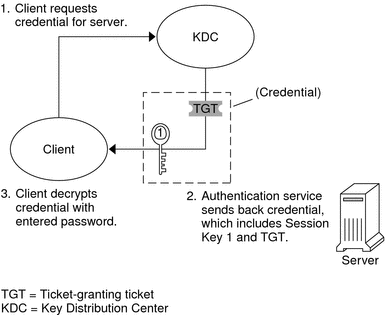 1. Client requests
credential for server.
KDC
TGT
(Credential)
1
Client
3. Client decrypts
credential with
entered password.
2. Authentication service
sends back credential,
which includes Session
Key 1 and TGT.
Server
TGT = Ticket-granting ticket
KDC = Key Distribution Center